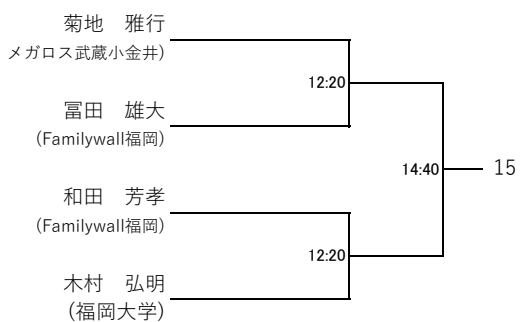 菊地　雅行
メガロス武蔵小金井)
12:20
冨田　雄大
(Familywall福岡)
14:40
15
和田　芳孝
(Familywall福岡)
12:20
木村　弘明
(福岡大学)